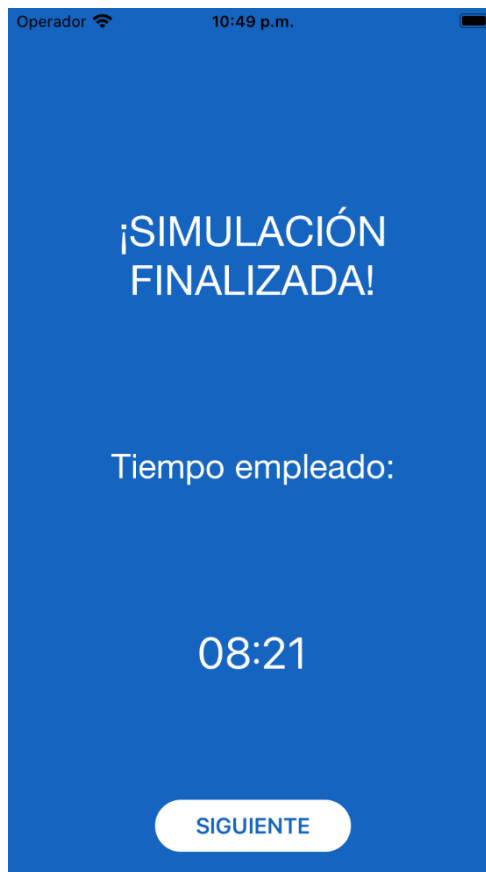 Operador 10:49 p.m.
¡SIMULACIÓN
FINALIZADA!
Tiempo empleado:
08:21
SIGUIENTE